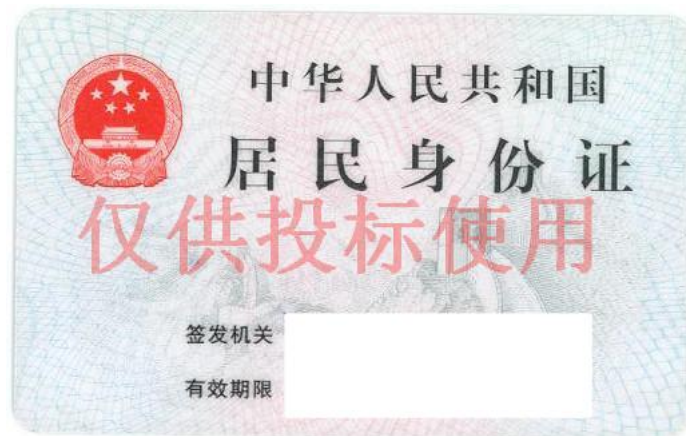 中华人民共和国
居民身份证
仅供投标使用
签发机关
有效期限